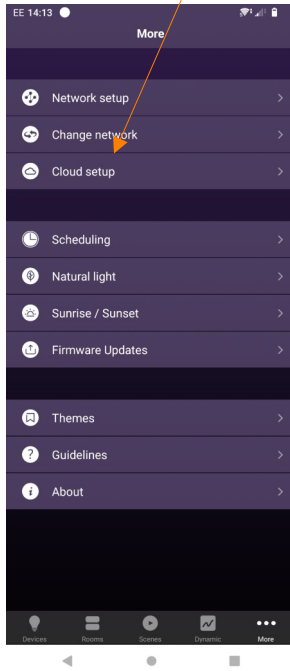 EE 14:13
More
Network setup
Change network
Cloud setup
Scheduling
Natural light
Sunrise / Sunset
Firmware Updates
Themes
Guidelines
About
Devices Rooms Scenes Dynamic More